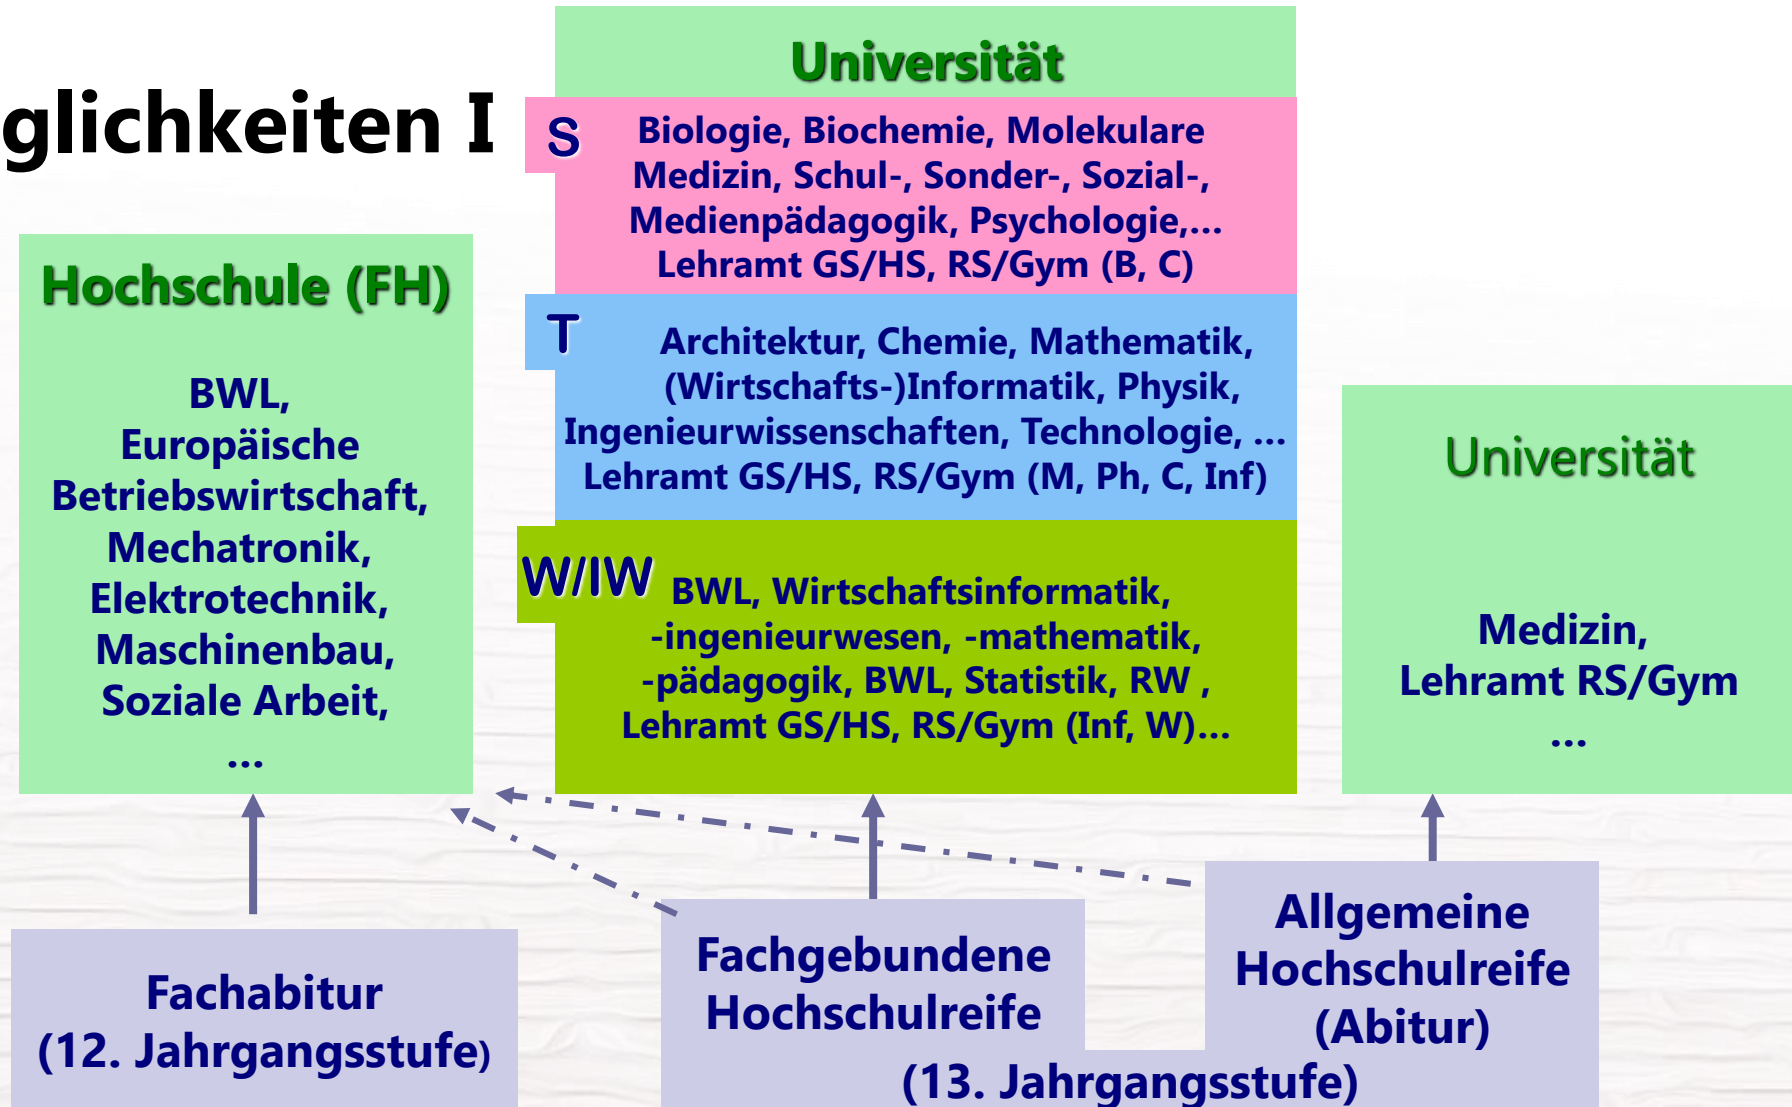 glichkeiten I
Hochschule (FH)
BWL,
Europäische
Betriebswirtschaft,
Mechatronik,
Elektrotechnik,
Maschinenbau,
Soziale Arbeit,
…
Universität
S
Biologie, Biochemie, Molekulare
Medizin, Schul-, Sonder-, Sozial-,
Medienpädagogik, Psychologie,…
Lehramt GS/HS, RS/Gym (B, C)
T
Architektur, Chemie, Mathematik,
(Wirtschafts-)Informatik, Physik,
Ingenieurwissenschaften, Technologie, …
Lehramt GS/HS, RS/Gym (M, Ph, C, Inf)
W/IW
BWL, Wirtschaftsinformatik,
-ingenieurwesen, -mathematik,
-pädagogik, BWL, Statistik, RW ,
Lehramt GS/HS, RS/Gym (Inf, W)…
Universität
Medizin,
Lehramt RS/Gym
…
Fachabitur
(12. Jahrgangsstufe)
Fachgebundene
Hochschulreife
Allgemeine
Hochschulreife
(Abitur)
(13. Jahrgangsstufe)